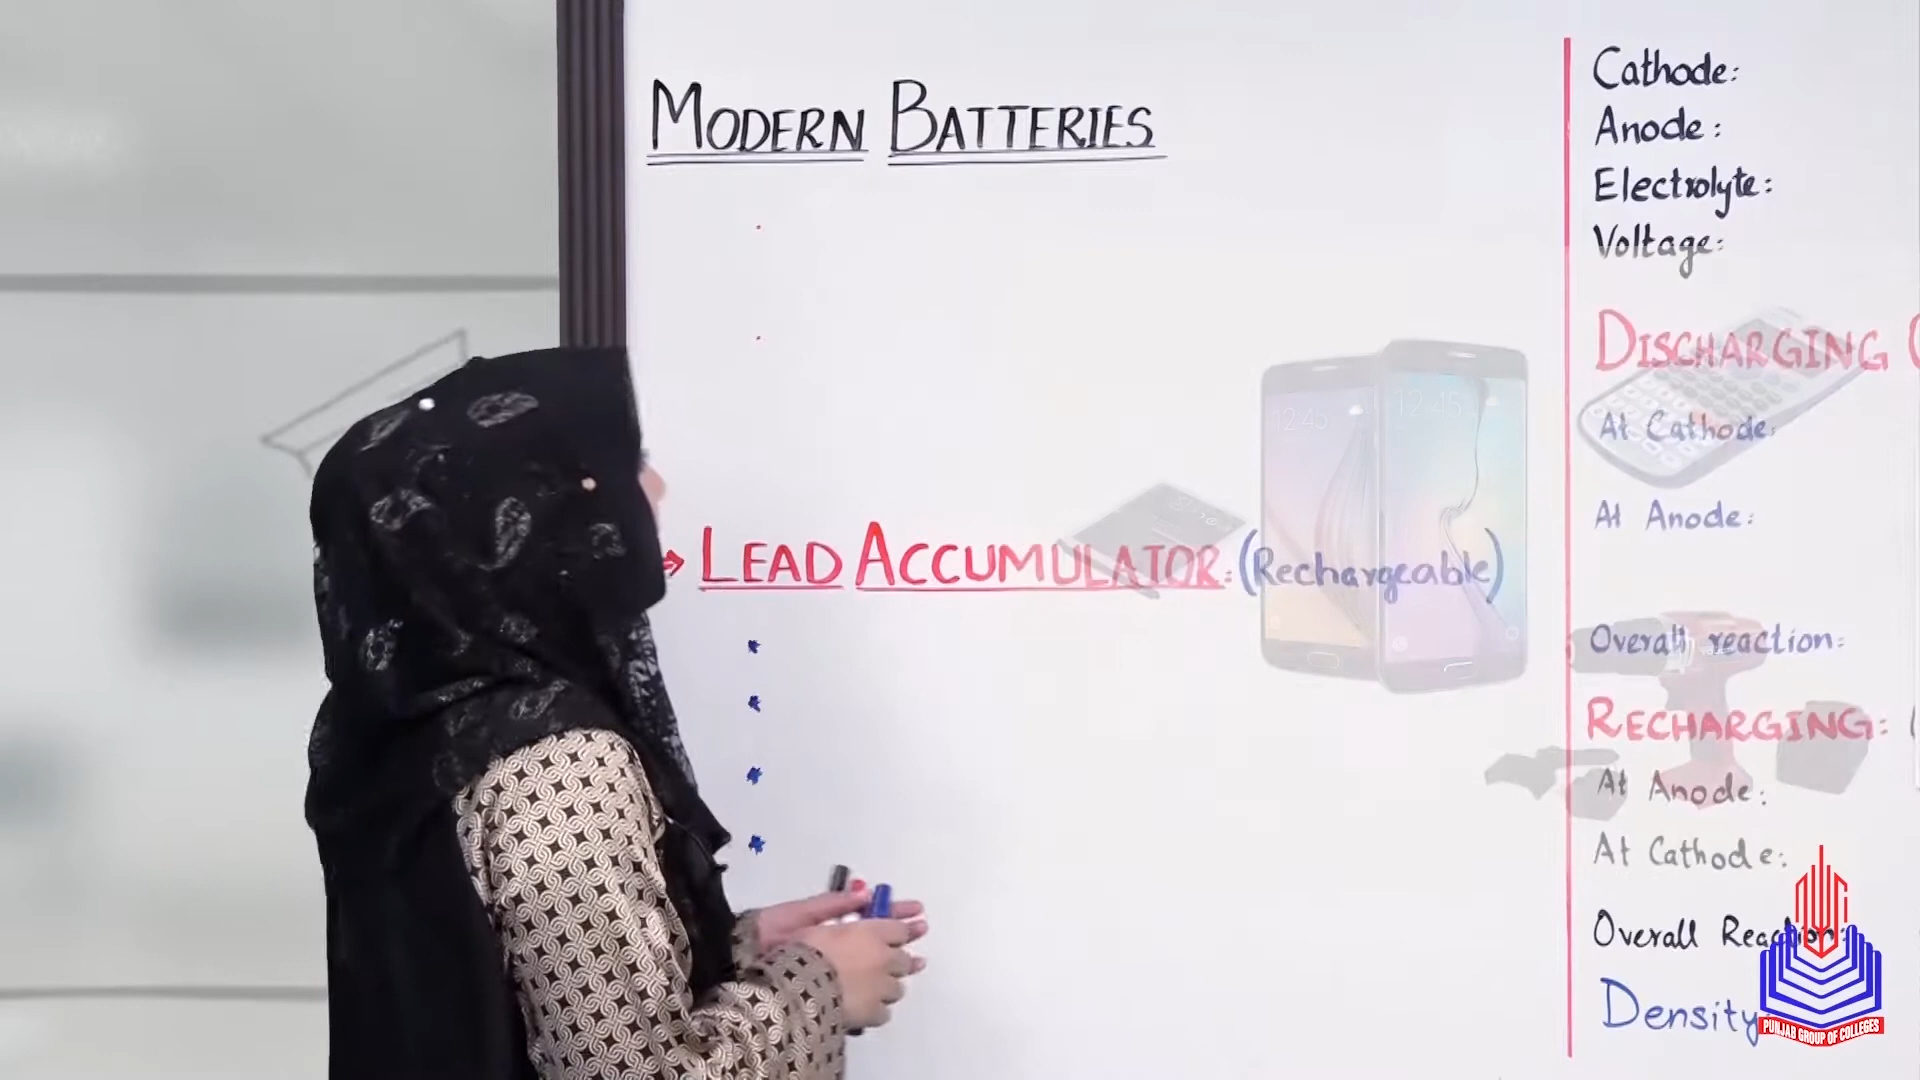 MODERN BATTERIES
LEAD ACCUMULATOR: (Rechargeable)
Cathode:
Anode:
Electrolyte:
Voltage:
DISCHARGING (
At Cathode:
At Anode:
Overall reaction:
RECHARGING: (
At Anode:
At Cathode:
Overall Reaction:
Density
12:45
12:45
PUNJAB GROUP OF COLLEGES